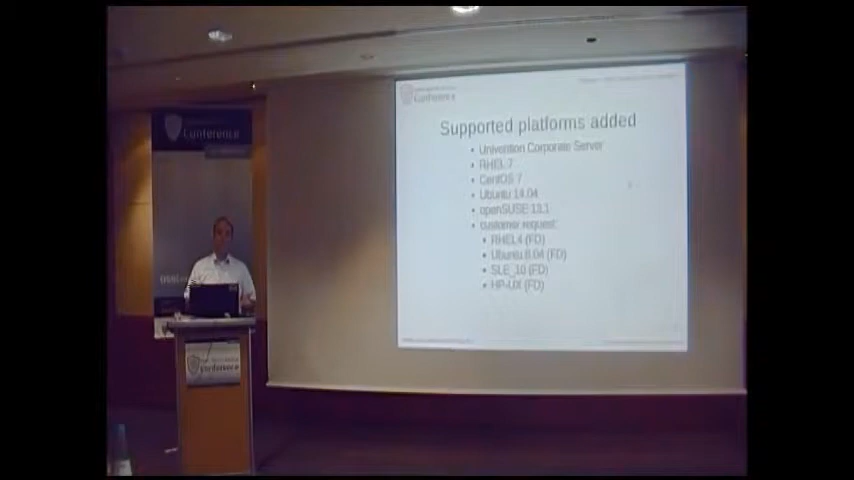 Conference
Supported platforms added
• Univention Corporate Server
• RHEL 7
• CentOS 7
• Ubuntu 14.04
• openSUSE 13.1
• customer request:
• RHEL4 (FD)
• Ubuntu 8.04 (FD)
• SLE_10 (FD)
• HP-UX (FD)
Conference
Conference